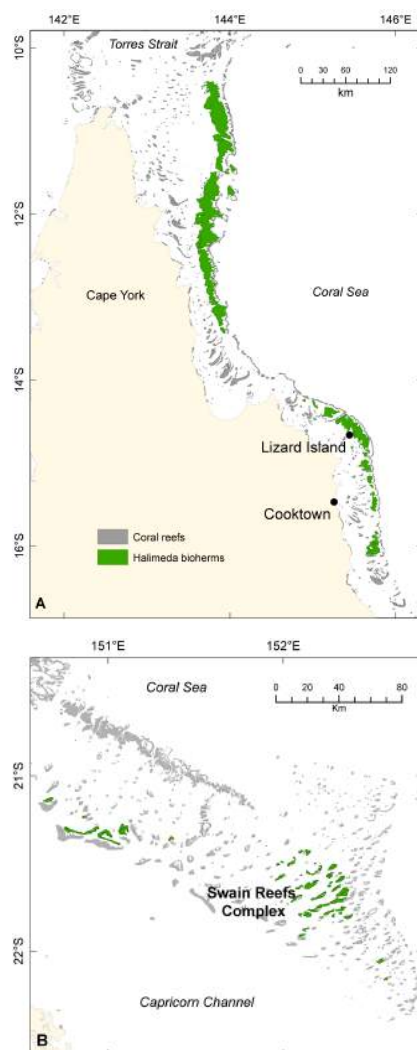 142°E 144°E 146°E
10°S
Torres Strait
0 30 60 90 120
km
12°S
Cape York
Coral Sea
14°S
Lizard Island
Cooktown
Coral reefs
Halimeda bioherms
16°S
A
151°E 152°E
Coral Sea
0 20 40 60 80
Km
21°S
Swain Reefs
Complex
22°S
Capricorn Channel
B